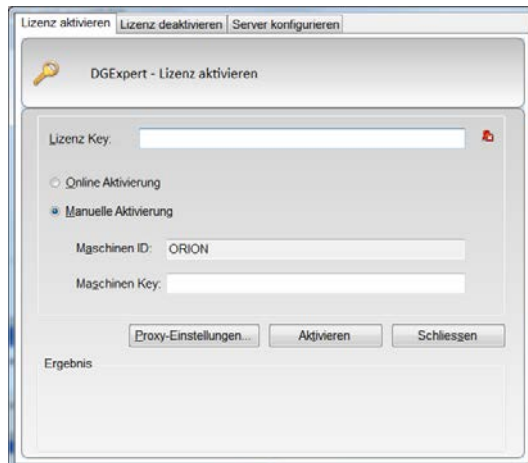 Lizenz aktivieren Lizenz deaktivieren Server konfigurieren
DGExpert - Lizenz aktivieren
Lizenz Key:
Online Aktivierung
Manuelle Aktivierung
Maschinen ID: ORION
Maschinen Key:
Proxy-Einstellungen... Aktivieren Schliessen
Ergebnis